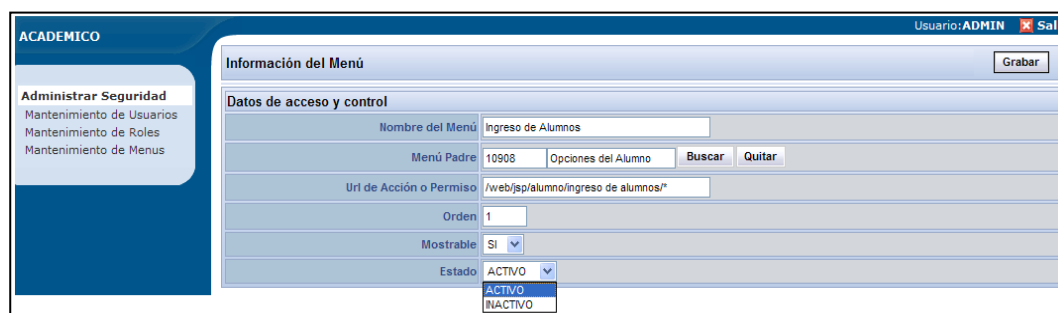 ACADEMICO
Usuario:ADMIN Sal
Información del Menú
Grabar
Administrar Seguridad
Mantenimiento de Usuarios
Mantenimiento de Roles
Mantenimiento de Menus
Datos de acceso y control
Nombre del Menú Ingreso de Alumnos
Menú Padre 10908 Opciones del Alumno Buscar Quitar
Url de Acción o Permiso /web/jsp/alumno/ingreso de alumnos/*
Orden 1
Mostrable SI
Estado ACTIVO
ACTIVO
INACTIVO